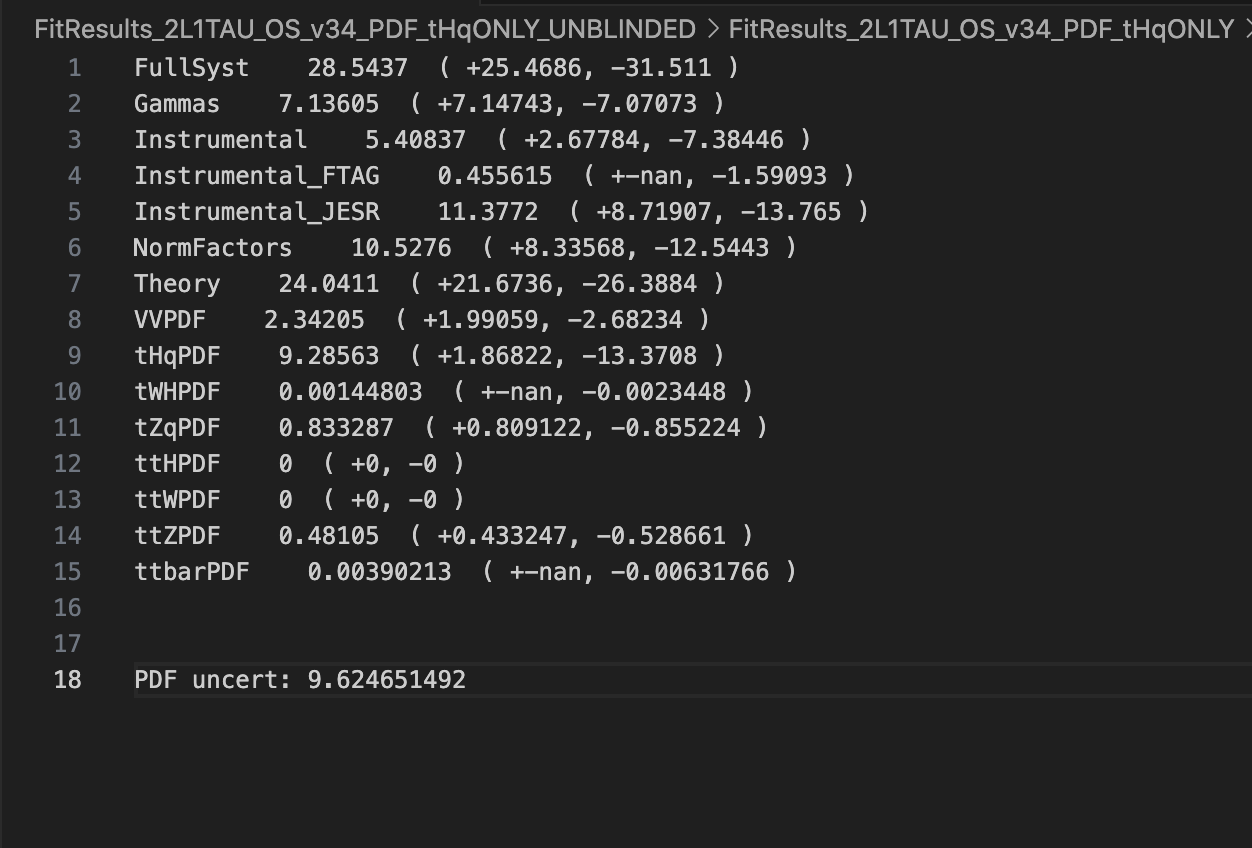 FitResults_2L1TAU_OS_v34_PDF_tHqONLY_UNBLINDED > FitResults_2L1TAU_OS_v34_PDF_tHqONLY >
1 FullSyst 28.5437 ( +25.4686, -31.511 )
2 Gammas 7.13605 ( +7.14743, -7.07073 )
3 Instrumental 5.40837 ( +2.67784, -7.38446 )
4 Instrumental_FTAG 0.455615 ( +-nan, -1.59093 )
5 Instrumental_JESR 11.3772 ( +8.71907, -13.765 )
6 NormFactors 10.5276 ( +8.33568, -12.5443 )
7 Theory 24.0411 ( +21.6736, -26.3884 )
8 VVPDF 2.34205 ( +1.99059, -2.68234 )
9 tHqPDF 9.28563 ( +1.86822, -13.3708 )
10 tWHPDF 0.00144803 ( +-nan, -0.0023448 )
11 tZqPDF 0.833287 ( +0.809122, -0.855224 )
12 ttHPDF 0 ( +0, -0 )
13 ttWPDF 0 ( +0, -0 )
14 ttZPDF 0.48105 ( +0.433247, -0.528661 )
15 ttbarPDF 0.00390213 ( +-nan, -0.00631766 )
16
17
18 PDF uncert: 9.624651492